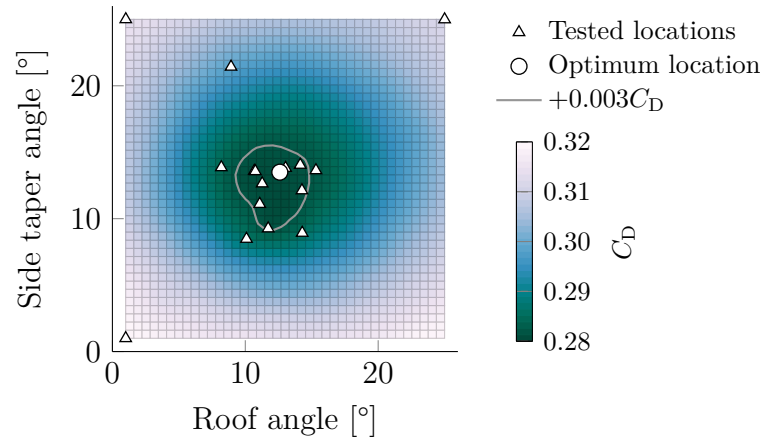 Side taper angle [°]
20
10
0
0 10 20
Roof angle [°]
Tested locations
Optimum location
+0.003C_D
0.32
0.31
0.30
0.29
0.28
C_D